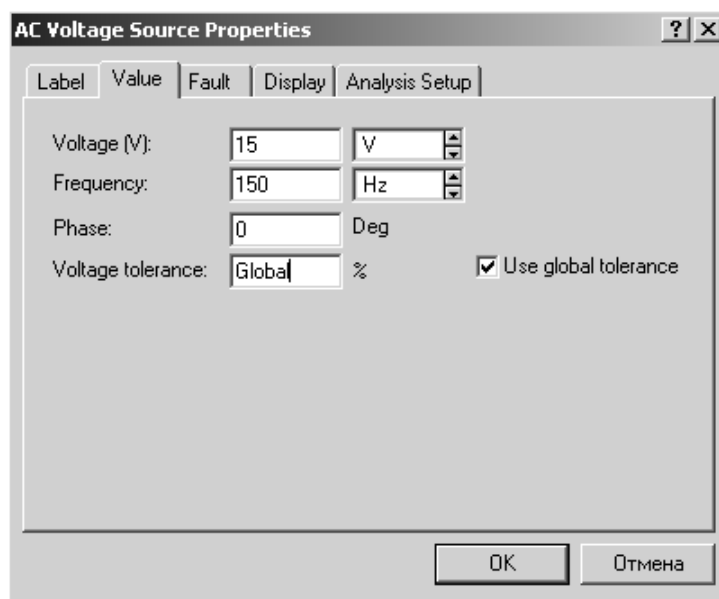 AC Voltage Source Properties ? ×
Label Value Fault Display Analysis Setup
Voltage (V): 15 V
Frequency: 150 Hz
Phase: 0 Deg
Voltage tolerance: Global % Use global tolerance
OK Отмена